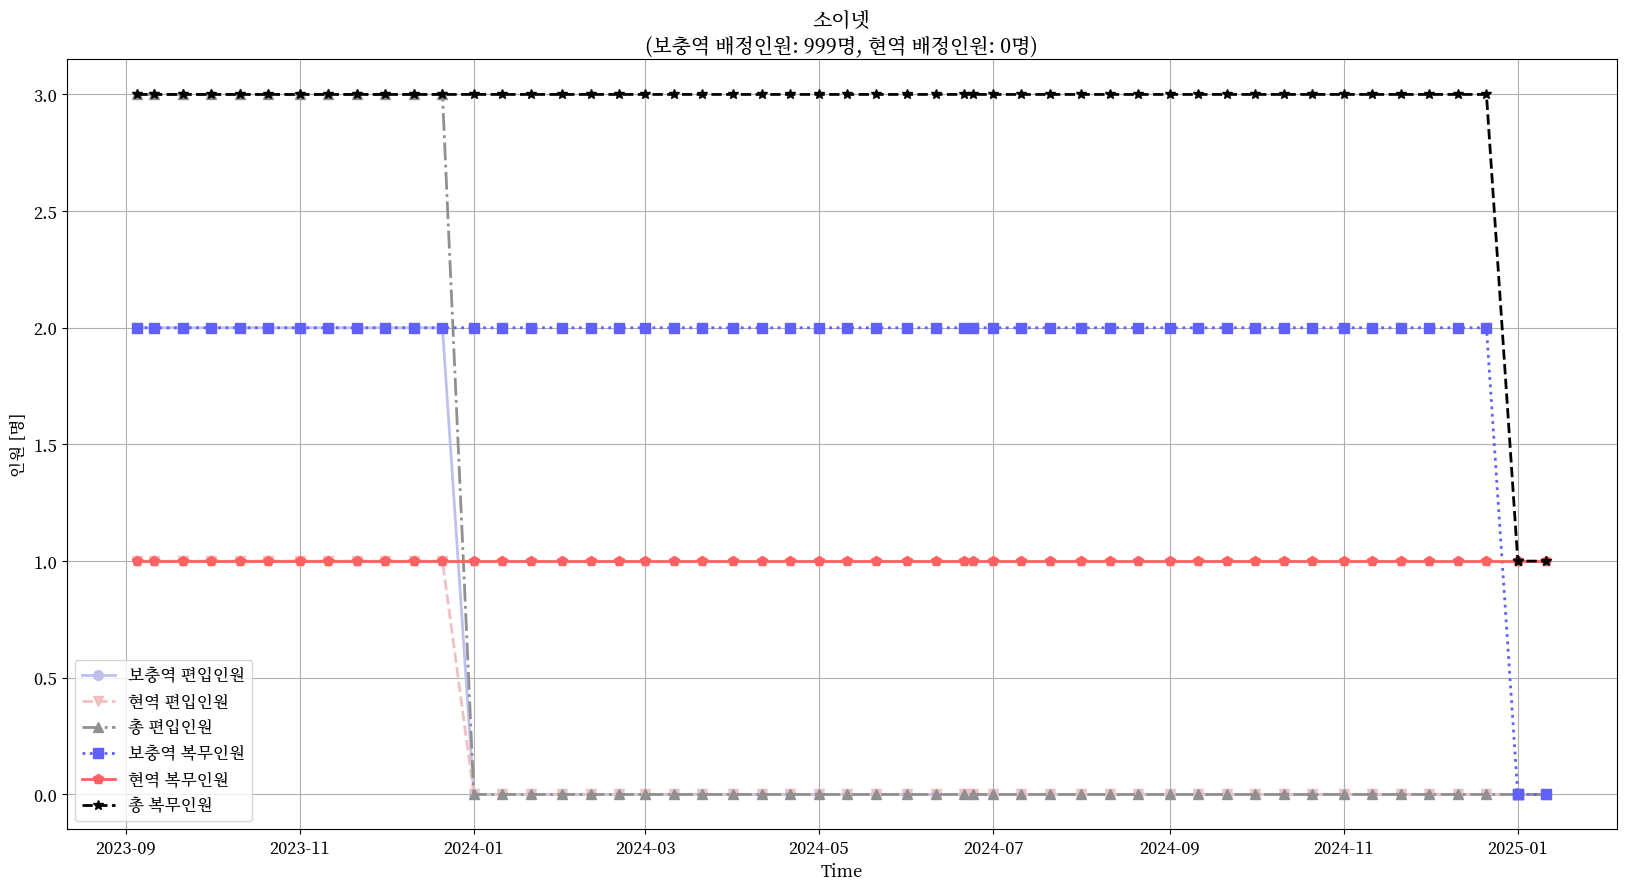 소이넷
(보충역 배정인원: 999명, 현역 배정인원: 0명)
인원 [명]
3.0
2.5
2.0
1.5
1.0
0.5
0.0
보충역 편입인원
현역 편입인원
총 편입인원
보충역 복무인원
현역 복무인원
총 복무인원
2023-09
2023-11
2024-01
2024-03
2024-05
2024-07
2024-09
2024-11
2025-01
Time